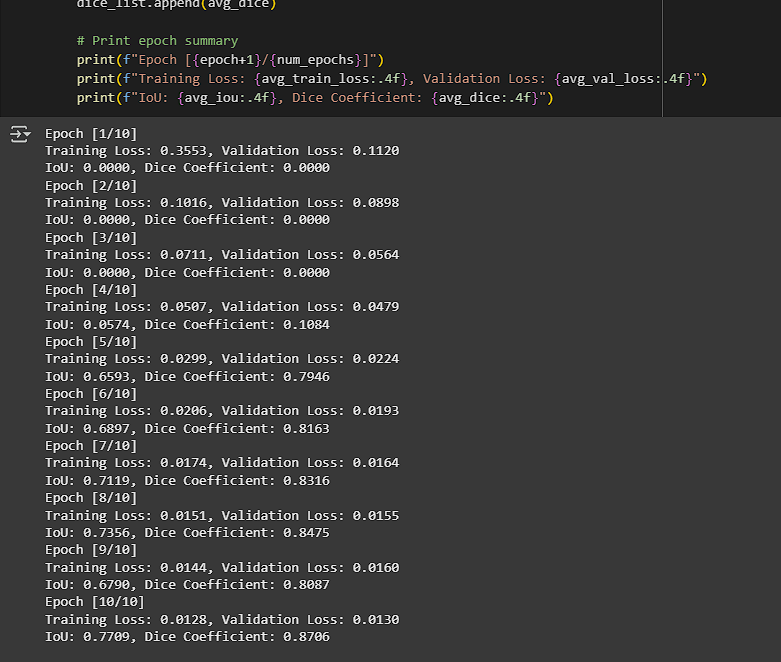 dice_list.append(avg_dice)
# Print epoch summary
print(f"Epoch [{epoch+1}/{num_epochs}]")
print(f"Training Loss: {avg_train_loss:.4f}, Validation Loss: {avg_val_loss:.4f}")
print(f"IoU: {avg_iou:.4f}, Dice Coefficient: {avg_dice:.4f}")
Epoch [1/10]
Training Loss: 0.3553, Validation Loss: 0.1120
IoU: 0.0000, Dice Coefficient: 0.0000
Epoch [2/10]
Training Loss: 0.1016, Validation Loss: 0.0898
IoU: 0.0000, Dice Coefficient: 0.0000
Epoch [3/10]
Training Loss: 0.0711, Validation Loss: 0.0564
IoU: 0.0000, Dice Coefficient: 0.0000
Epoch [4/10]
Training Loss: 0.0507, Validation Loss: 0.0479
IoU: 0.0574, Dice Coefficient: 0.1084
Epoch [5/10]
Training Loss: 0.0299, Validation Loss: 0.0224
IoU: 0.6593, Dice Coefficient: 0.7946
Epoch [6/10]
Training Loss: 0.0206, Validation Loss: 0.0193
IoU: 0.6897, Dice Coefficient: 0.8163
Epoch [7/10]
Training Loss: 0.0174, Validation Loss: 0.0164
IoU: 0.7119, Dice Coefficient: 0.8316
Epoch [8/10]
Training Loss: 0.0151, Validation Loss: 0.0155
IoU: 0.7356, Dice Coefficient: 0.8475
Epoch [9/10]
Training Loss: 0.0144, Validation Loss: 0.0160
IoU: 0.6790, Dice Coefficient: 0.8087
Epoch [10/10]
Training Loss: 0.0128, Validation Loss: 0.0130
IoU: 0.7709, Dice Coefficient: 0.8706